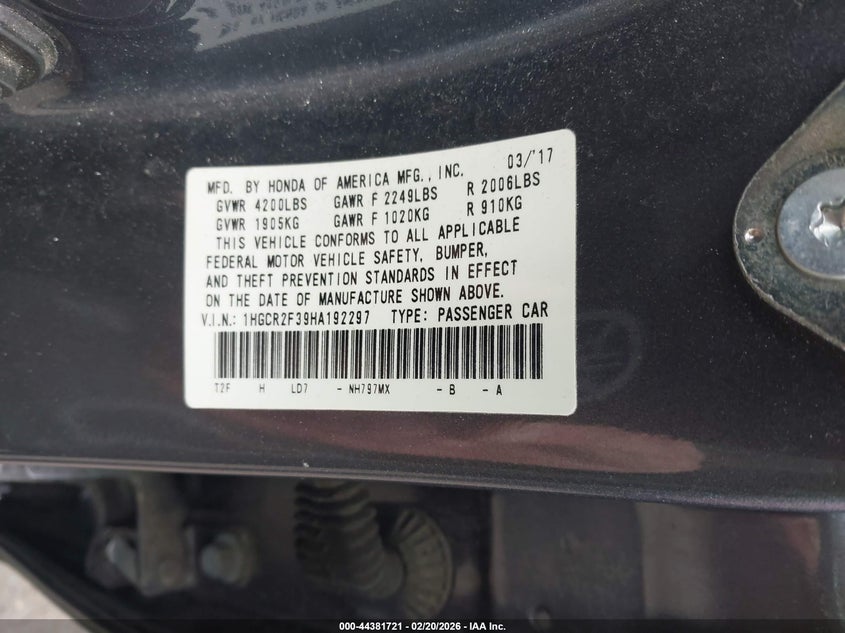 MFD. BY HONDA OF AMERICA MFG., INC. 03/'17
GVWR 4200LBS GAWR F 2249LBS R 2006LBS
GVWR 1905KG GAWR F 1020KG R 910KG
THIS VEHICLE CONFORMS TO ALL APPLICABLE
FEDERAL MOTOR VEHICLE SAFETY, BUMPER,
AND THEFT PREVENTION STANDARDS IN EFFECT
ON THE DATE OF MANUFACTURE SHOWN ABOVE.
V.I.N.: 1HGCR2F39HA192297 TYPE: PASSENGER CAR
T2F H LD7 - NH797MX - B - A
000-44381721 | 02/20/2026 - IAA Inc.